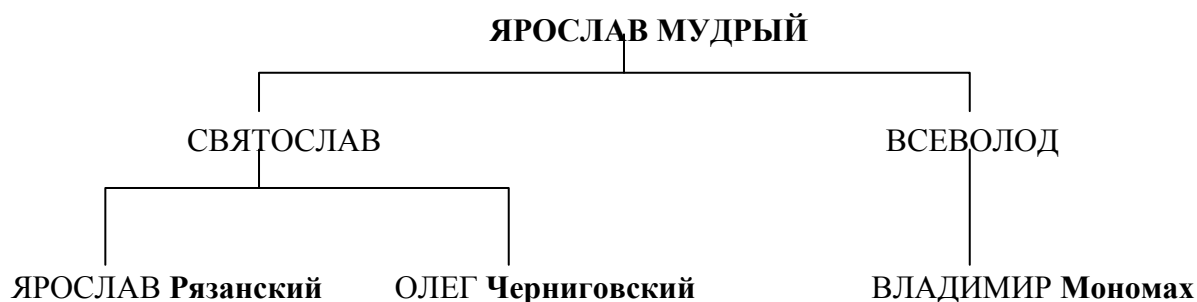 ЯРОСЛАВ МУДРЫЙ
СВЯТОСЛАВ ВСЕВОЛОД
ЯРОСЛАВ Рязанский ОЛЕГ Черниговский ВЛАДИМИР Мономах